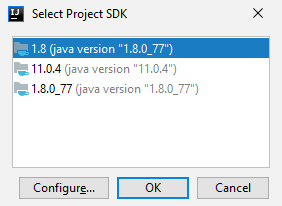 IJ
Select Project SDK
1.8 (java version "1.8.0_77")
11.0.4 (java version "11.0.4")
1.8.0_77 (java version "1.8.0_77")
Configure...
OK
Cancel